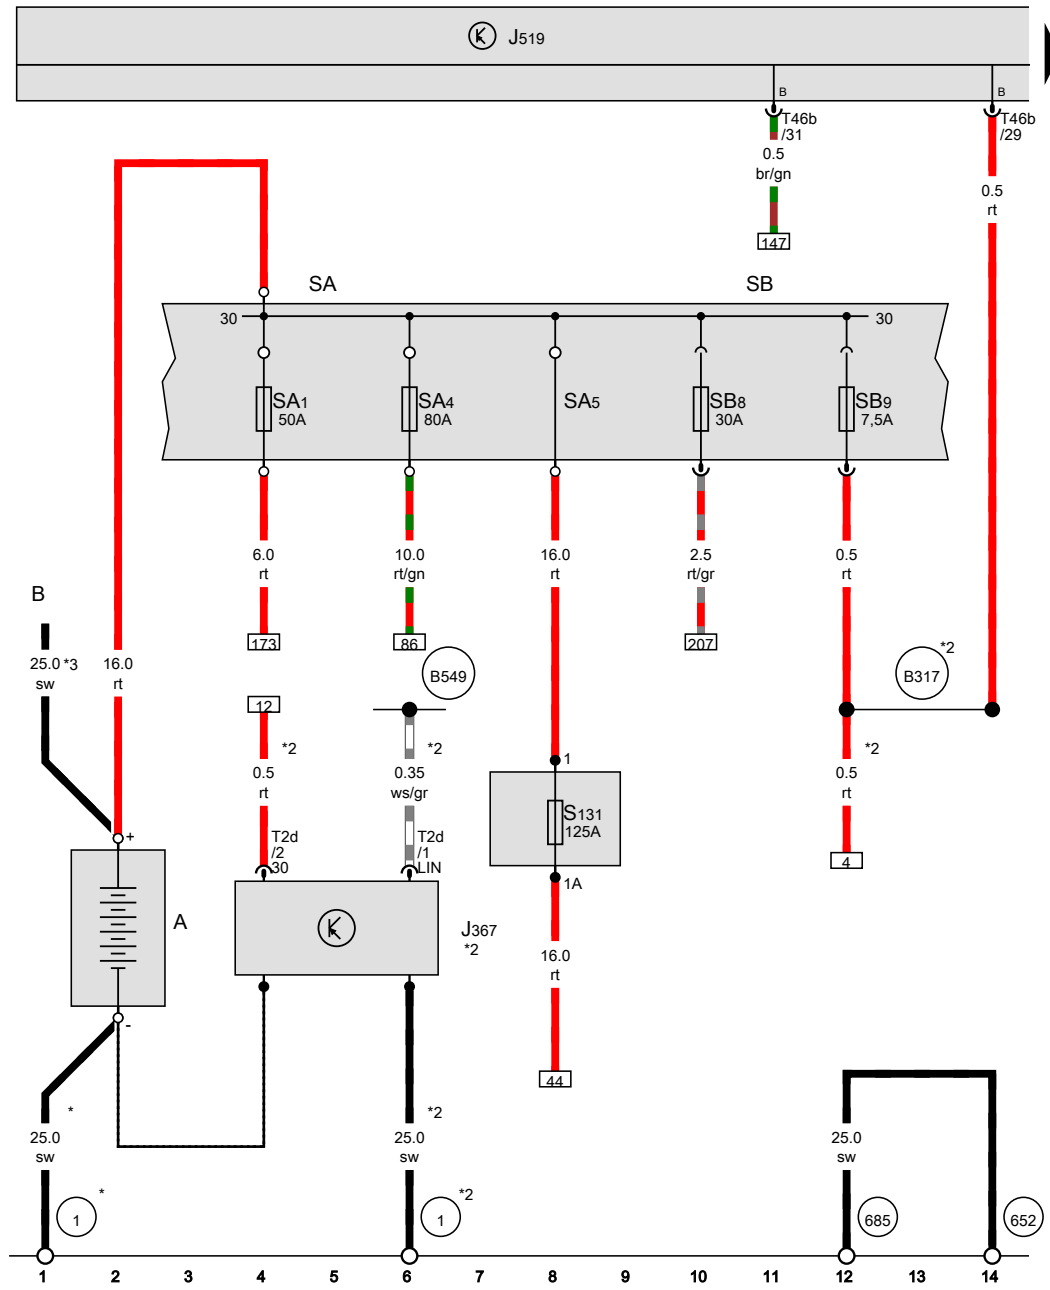 J519
B
B
T46b
/31
T46b
/29
0.5
br/gn
0.5
rt
147
SA
SB
30
30
SA1
50A
SA4
80A
SA5
SB8
30A
SB9
7,5A
6.0
rt
10.0
rt/gn
16.0
rt
2.5
rt/gr
0.5
rt
B
173
86
207
25.0 *3
sw
16.0
rt
B549
B317
*2
12
*2
*2
*2
0.5
rt
0.35
ws/gr
1
0.5
rt
S131
125A
T2d
/2
30
T2d
/1
LIN
+
4
1A
A
J367
*2
16.0
rt
-
44
*
*2
25.0
sw
25.0
sw
25.0
sw
*
1
*2
1
685
652
1 2 3 4 5 6 7 8 9 10 11 12 13 14